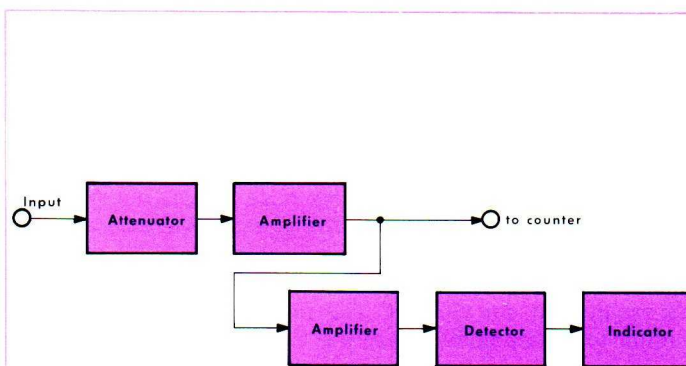 Input
Attenuator
Amplifier
to counter
Amplifier
Detector
Indicator